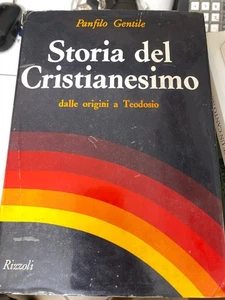 Panfilo Gentile
Storia del
Cristianesimo
dalle origini a Teodosio
Rizzoli